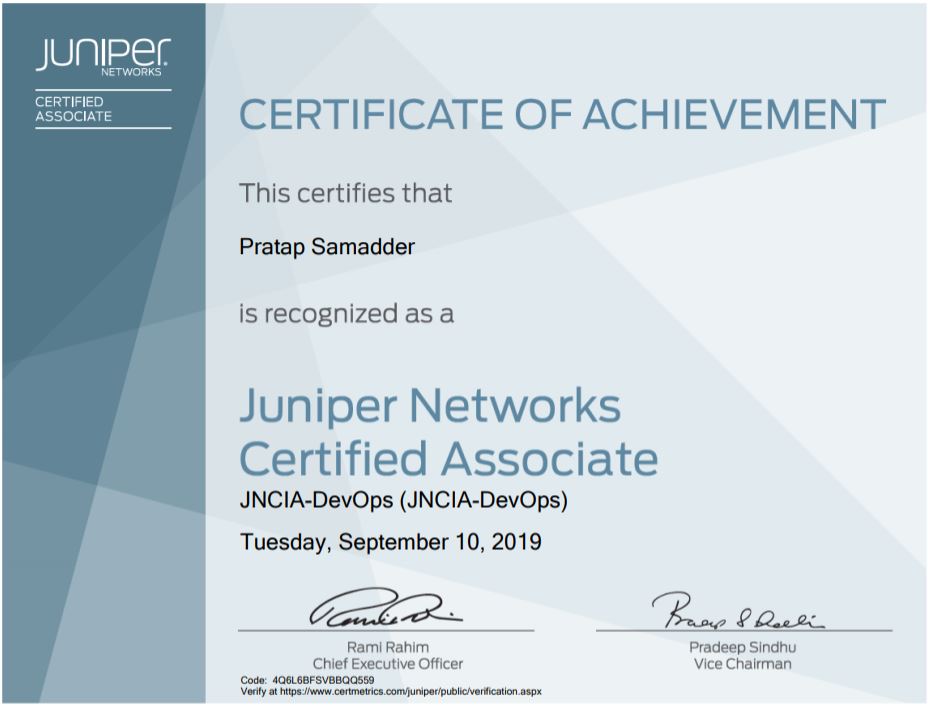 JUNIPEr
NETWORKS
CERTIFIED
ASSOCIATE
CERTIFICATE OF ACHIEVEMENT
This certifies that
Pratap Samadder
is recognized as a
Juniper Networks
Certified Associate
JNCIA-DevOps (JNCIA-DevOps)
Tuesday, September 10, 2019
Rami Rahim
Chief Executive Officer
Pradeep Sindhu
Vice Chairman
Code: 4Q6L6BFSVBBQQ559
Verify at https://www.certmetrics.com/juniper/public/verification.aspx